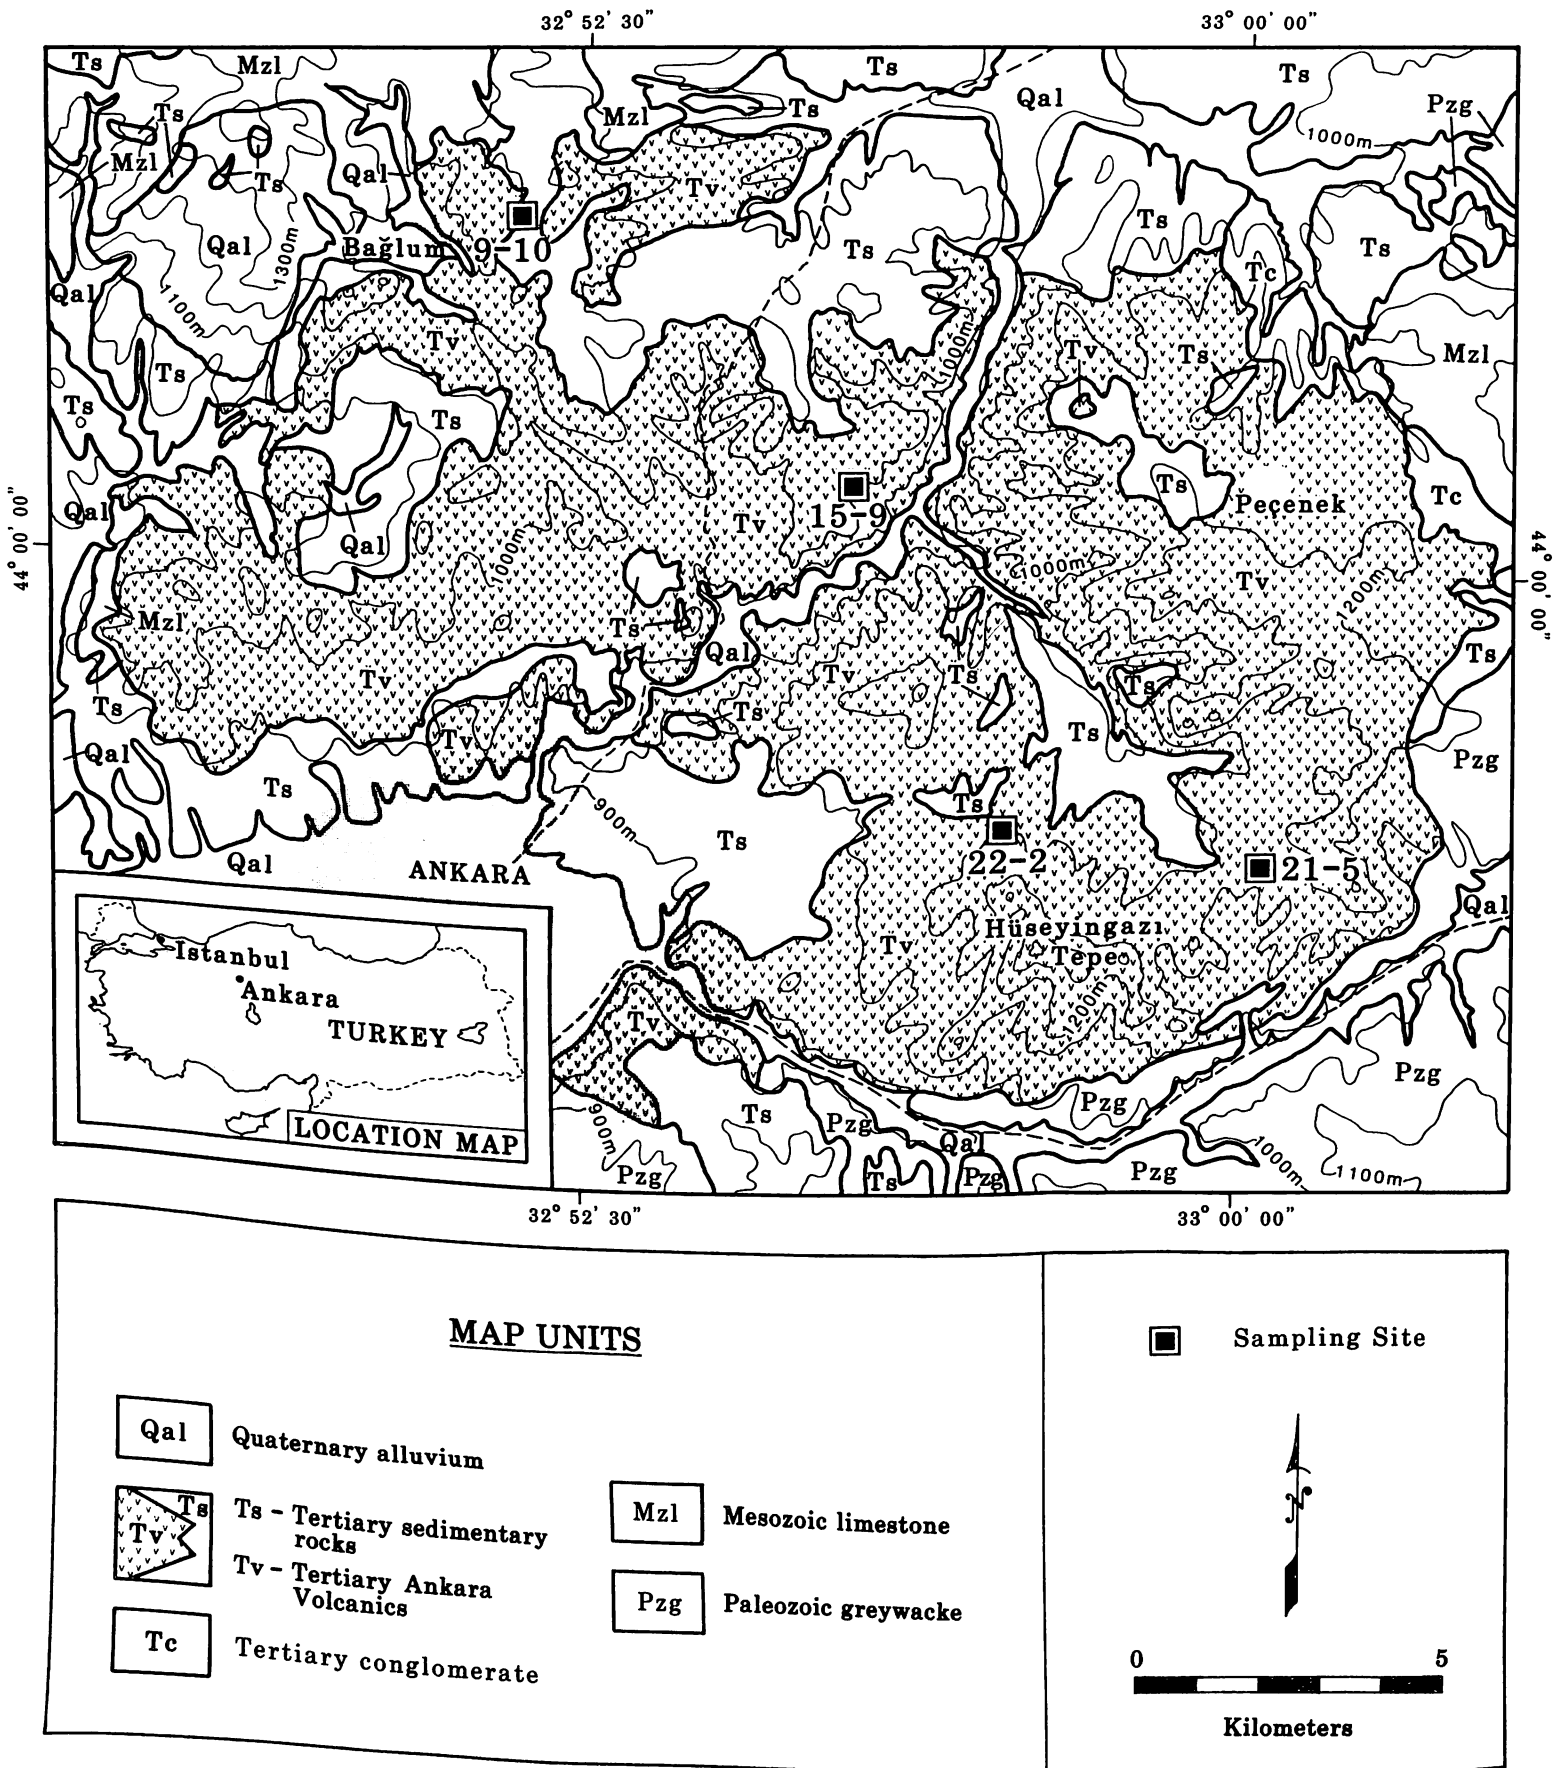 32° 52' 30"
33° 00' 00"
Ts
Mzl
Ts
Ts
Qal
Ts
Pzg
Ts
Mzl
Ts
1000m
Mzl
Ts
Qal
Tv
Ts
Ts
Qal
1300m
Bağlum
9-10
Ts
Tc
Qal
1100m
Tv
1000m
Tv
Ts
Mzl
Ts
Ts
Ts
Ts
Peçenek
Tc
Qal
15-9
Tv
44° 00' 00"
Qal
1000m
1000m
Tv
1200m
44° 00' 00"
Mzl
Ts
Qal
Tv
Ts
Ts
Tv
Ts
Ts
Ts
Tv
Ts
Qal
Pzg
Ts
900m
Ts
Ts
22-2
21-5
Qal
ANKARA
Qal
Hüseyingazi
Tepe
Tv
1200m
Tv
Istanbul
Ankara
TURKEY
LOCATION MAP
Pzg
Pzg
900m
Ts
Pzg
Qal
Pzg
Ts
Pzg
Pzg
1000m
1100m
32° 52' 30"
33° 00' 00"
MAP UNITS
Qal
Quaternary alluvium
Ts
Tv
Ts - Tertiary sedimentary
rocks
Tv - Tertiary Ankara
Volcanics
Tc
Tertiary conglomerate
Mzl
Mesozoic limestone
Pzg
Paleozoic greywacke
Sampling Site
N
0
5
Kilometers